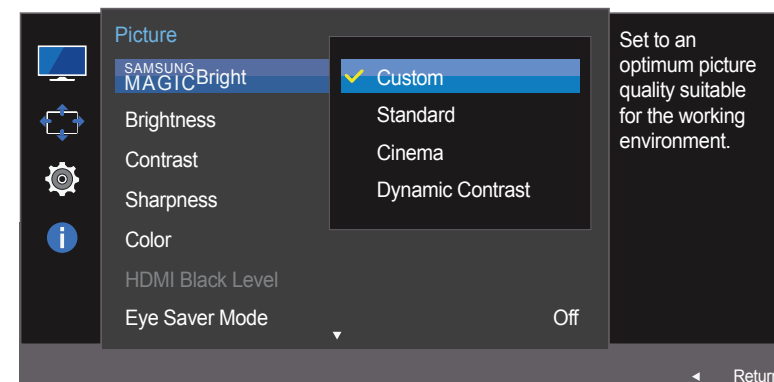 Picture
SAMSUNG
MAGICBright
Custom
Brightness
Standard
Contrast
Cinema
Sharpness
Dynamic Contrast
Color
HDMI Black Level
Eye Saver Mode
Off
Set to an
optimum picture
quality suitable
for the working
environment.
Return